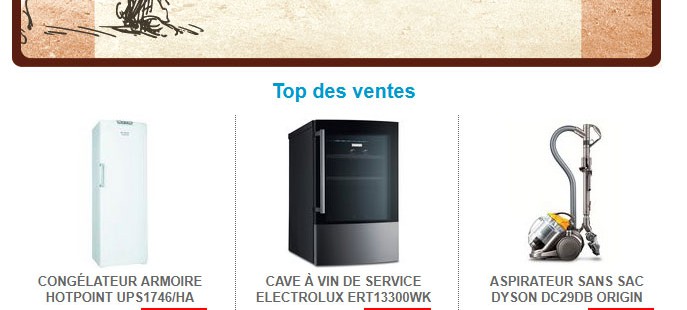 Top des ventes
CONGÉLATEUR ARMOIRE
HOTPOINT UPS1746/HA
CAVE À VIN DE SERVICE
ELECTROLUX ERT13300WK
ASPIRATEUR SANS SAC
DYSON DC29DB ORIGIN